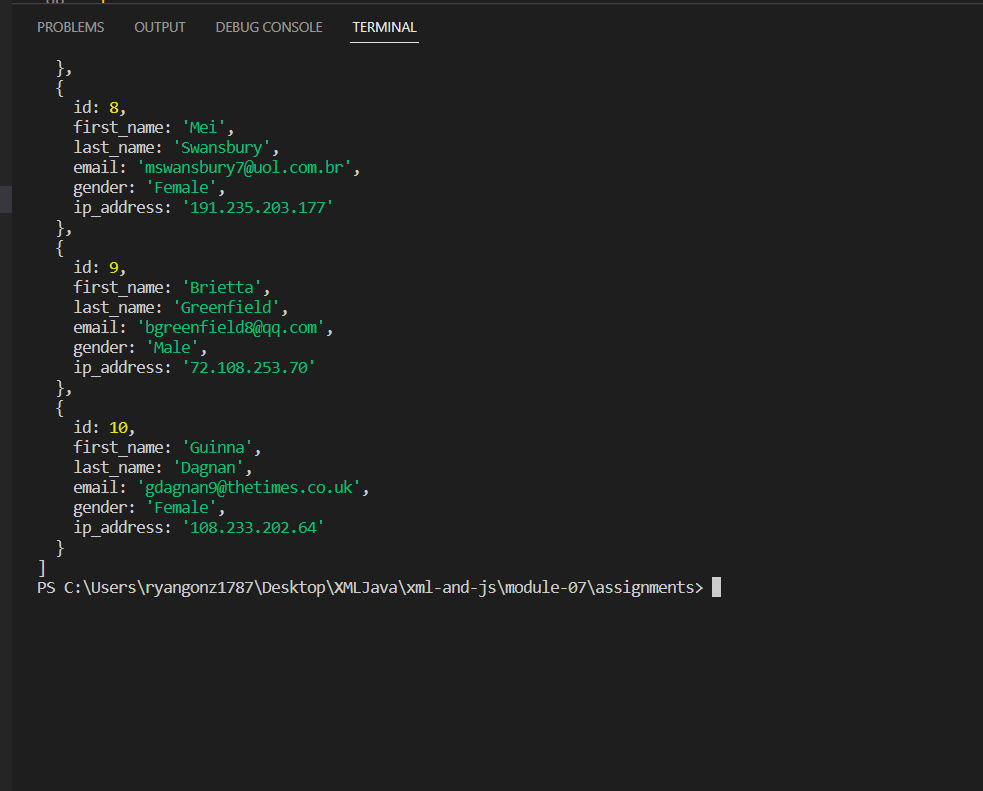 PROBLEMS OUTPUT DEBUG CONSOLE TERMINAL
},
{
id: 8,
first_name: 'Mei',
last_name: 'Swansbury',
email: 'mswansbury7@uol.com.br',
gender: 'Female',
ip_address: '191.235.203.177'
},
{
id: 9,
first_name: 'Brietta',
last_name: 'Greenfield',
email: 'bgreenfield8@qq.com',
gender: 'Male',
ip_address: '72.108.253.70'
},
{
id: 10,
first_name: 'Guinna',
last_name: 'Dagnan',
email: 'gdagnan9@thetimes.co.uk',
gender: 'Female',
ip_address: '108.233.202.64'
}
]
PS C:\Users\ryangonz1787\Desktop\XMLJava\xml-and-js\module-07\assignments>